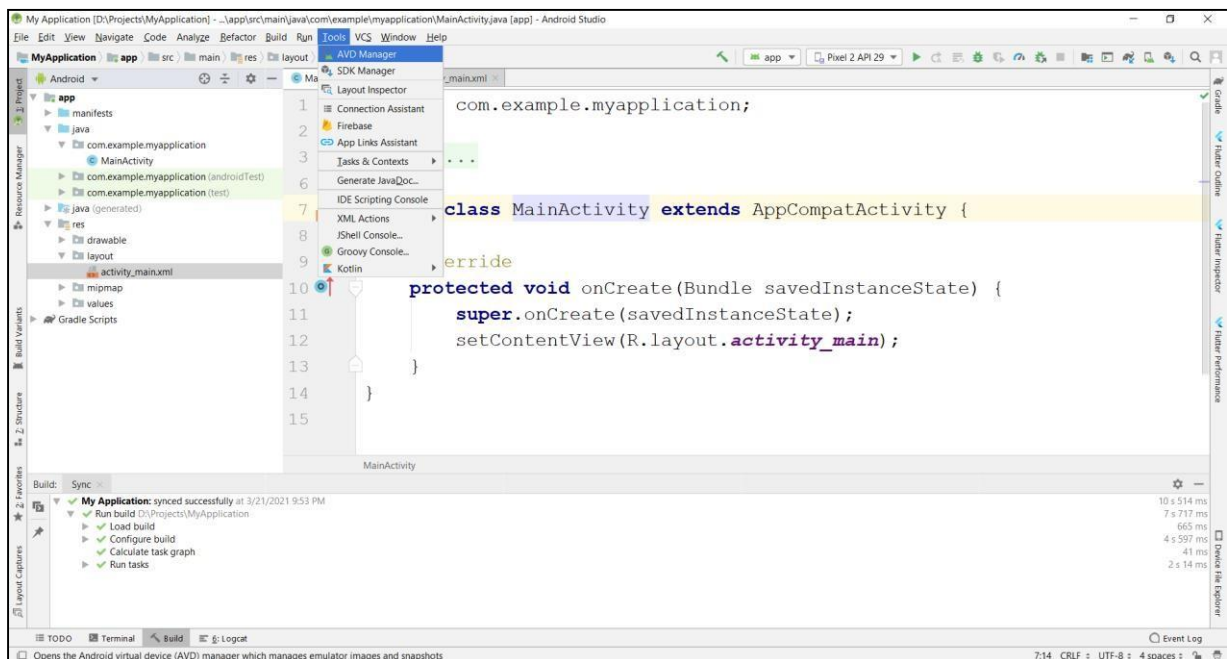 My Application [D:\Projects\MyApplication] - ...\app\src\main\java\com\example\myapplication\MainActivity.java [app] - Android Studio
File Edit View Navigate Code Analyze Refactor Build Run Tools VCS Window Help
MyApplication app src main res layout
app Pixel 2 API 29
AVD Manager
SDK Manager
Layout Inspector
Connection Assistant
Firebase
App Links Assistant
Tasks & Contexts
Generate JavaDoc...
IDE Scripting Console
XML Actions
JShell Console...
Groovy Console...
Kotlin
1: Project
Resource Manager
Build Variants
Z: Structure
2: Favorites
Layout Captures
Android
app
manifests
java
com.example.myapplication
MainActivity
com.example.myapplication (androidTest)
com.example.myapplication (test)
java (generated)
res
drawable
layout
activity_main.xml
mipmap
values
Gradle Scripts
Ma
_main.xml
1 com.example.myapplication;
2
3 ...
6
7 class MainActivity extends AppCompatActivity {
8
9 erride
10 protected void onCreate(Bundle savedInstanceState) {
11 super.onCreate(savedInstanceState);
12 setContentView(R.layout.activity_main);
13 }
14 }
15
MainActivity
Gradle
Flutter Outline
Flutter Inspector
Flutter Performance
Device File Explorer
Build: Sync
My Application: synced successfully at 3/21/2021 9:53 PM 10 s 514 ms
Run build D:\Projects\MyApplication 7 s 717 ms
Load build 665 ms
Configure build 4 s 597 ms
Calculate task graph 41 ms
Run tasks 2 s 14 ms
TODO Terminal Build 6: Logcat Event Log
Opens the Android virtual device (AVD) manager which manages emulator images and snapshots 7:14 CRLF UTF-8 4 spaces